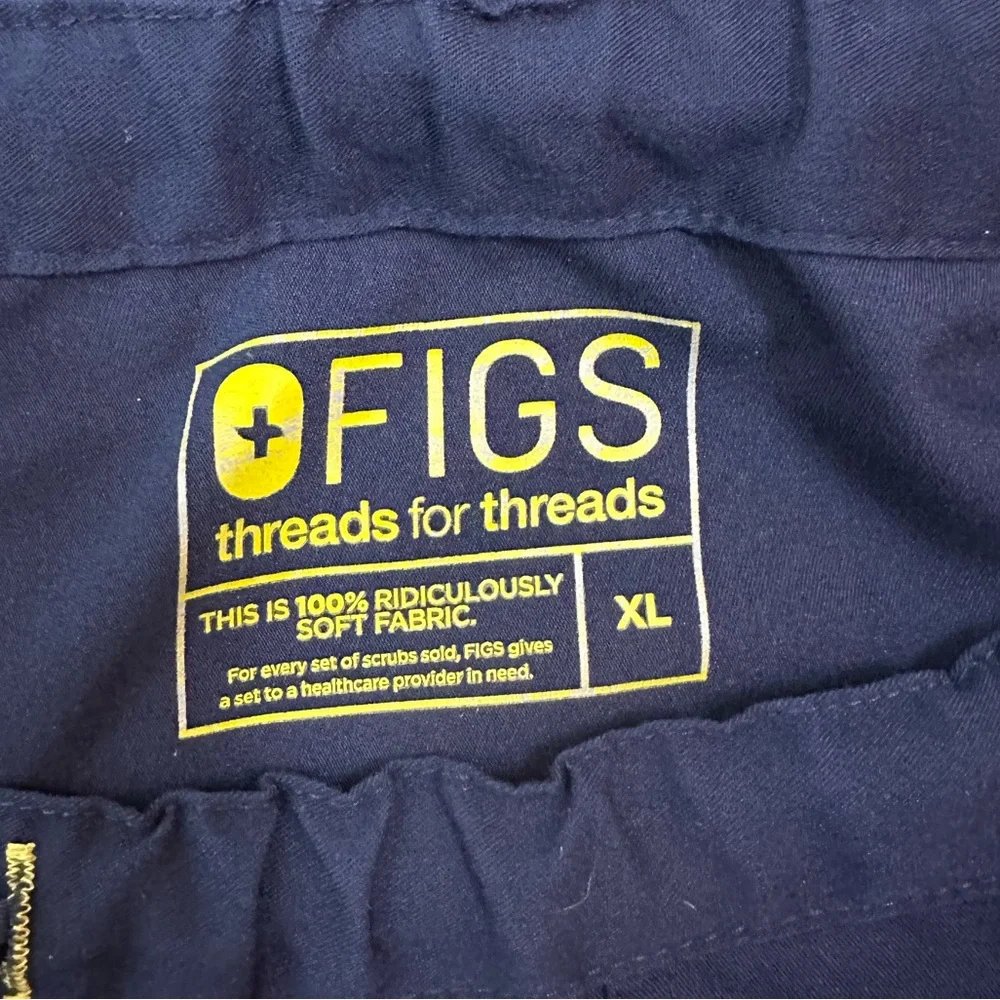 FIGS
threads for threads
THIS IS 100% RIDICULOUSLY
SOFT FABRIC.
For every set of scrubs sold, FIGS gives
a set to a healthcare provider in need.
XL